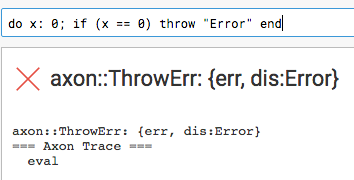 do x: 0; if (x == 0) throw "Error" end
axon::ThrowErr: {err, dis:Error}
axon::ThrowErr: {err, dis:Error}
=== Axon Trace ===
eval